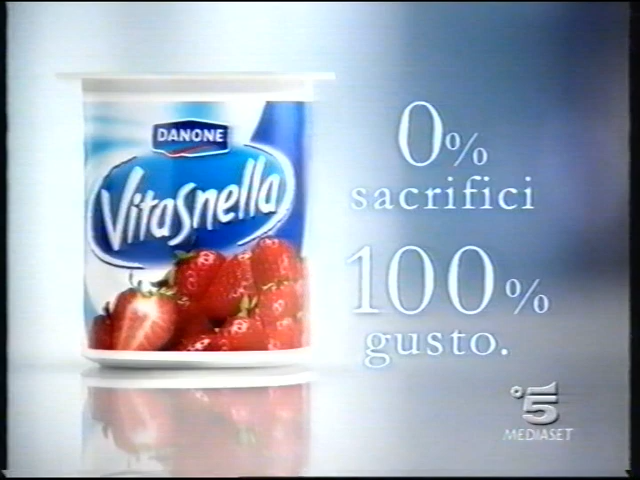 DANONE
VitaSnella
0%
sacrifici
100%
gusto.
5
MEDIASET